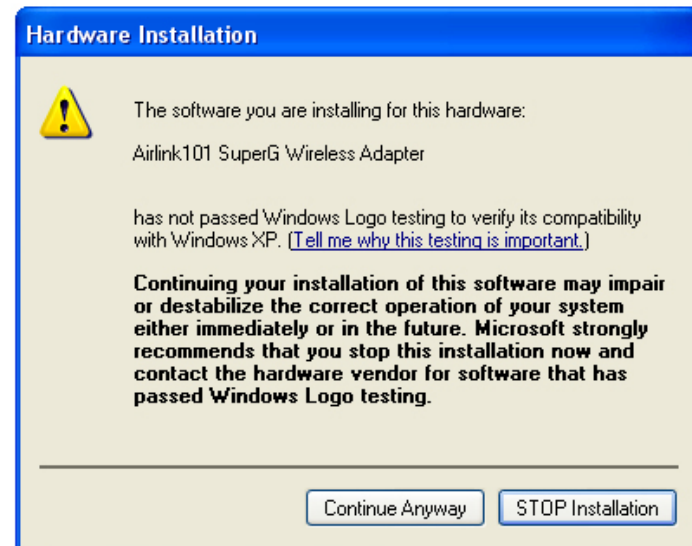 Hardware Installation
The software you are installing for this hardware:
Airlink101 SuperG Wireless Adapter
has not passed Windows Logo testing to verify its compatibility
with Windows XP. (Tell me why this testing is important.)
Continuing your installation of this software may impair
or destabilize the correct operation of your system
either immediately or in the future. Microsoft strongly
recommends that you stop this installation now and
contact the hardware vendor for software that has
passed Windows Logo testing.
Continue Anyway
STOP Installation